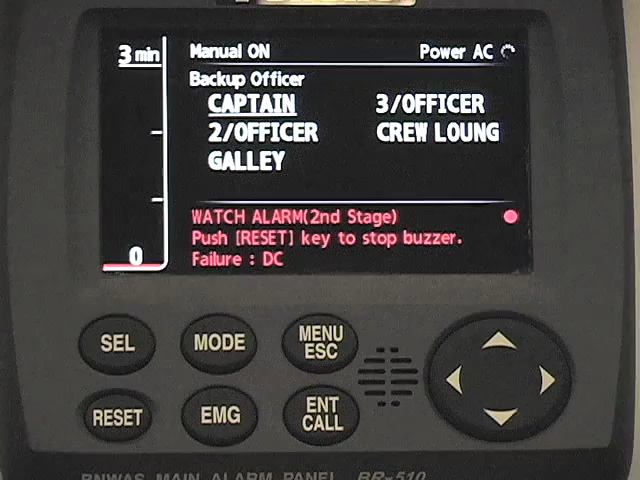 3 min Manual ON Power AC
Backup Officer
CAPTAIN 3/OFFICER
2/OFFICER CREW LOUNG
GALLEY
WATCH ALARM(2nd Stage)
Push [RESET] key to stop buzzer.
0 Failure : DC
SEL MODE MENU ESC
RESET EMG ENT CALL
BNWAS MAIN ALARM PANEL BR-510